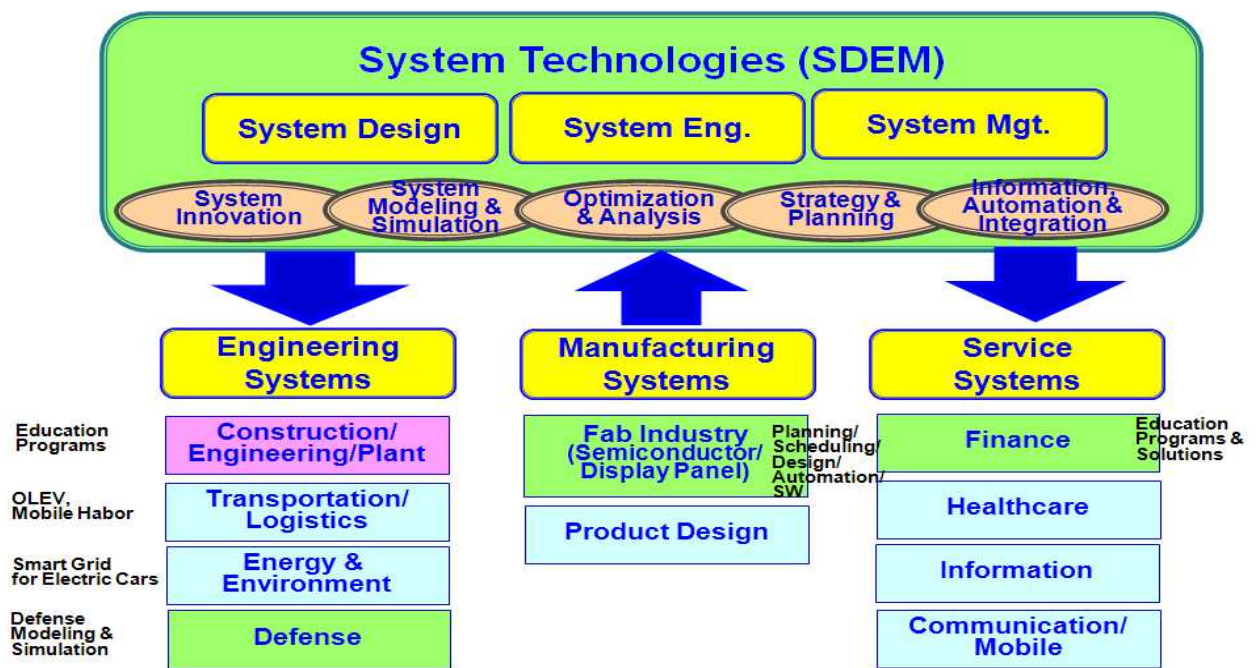 System Technologies (SDEM)
System Design
System Eng.
System Mgt.
System
Innovation
System
Modeling &
Simulation
Optimization
& Analysis
Strategy &
Planning
Information,
Automation &
Integration
Engineering
Systems
Manufacturing
Systems
Service
Systems
Education
Programs
Construction/
Engineering/Plant
OLEV,
Mobile Habor
Transportation/
Logistics
Smart Grid
for Electric Cars
Energy &
Environment
Defense
Modeling &
Simulation
Defense
Fab Industry
(Semiconductor/
Display Panel)
Planning/
Scheduling/
Design/
Automation/
SW
Product Design
Finance
Education
Programs &
Solutions
Healthcare
Information
Communication/
Mobile